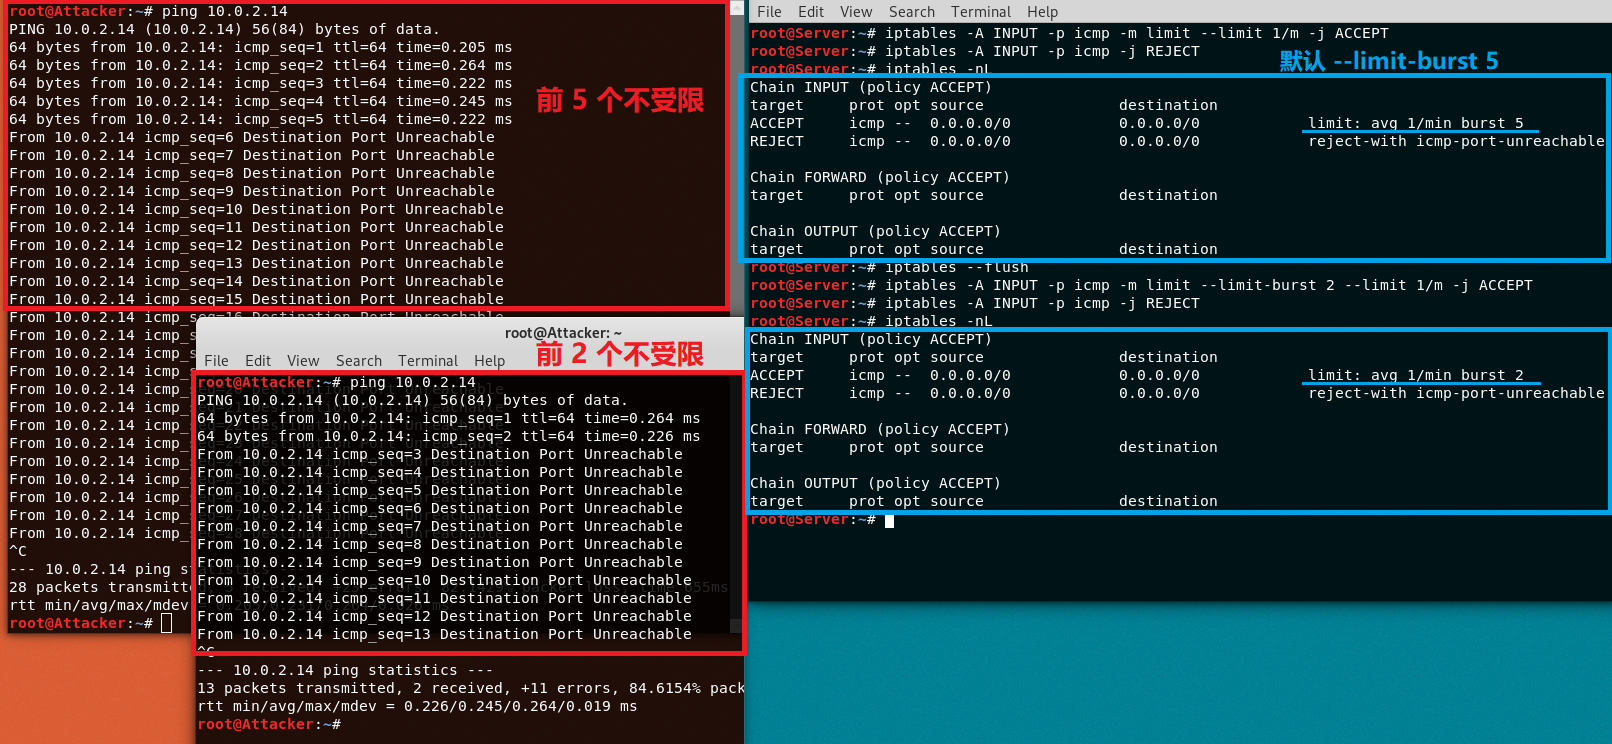 root@Attacker:~# ping 10.0.2.14
PING 10.0.2.14 (10.0.2.14) 56(84) bytes of data.
64 bytes from 10.0.2.14: icmp_seq=1 ttl=64 time=0.205 ms
64 bytes from 10.0.2.14: icmp_seq=2 ttl=64 time=0.264 ms
64 bytes from 10.0.2.14: icmp_seq=3 ttl=64 time=0.222 ms
64 bytes from 10.0.2.14: icmp_seq=4 ttl=64 time=0.245 ms
64 bytes from 10.0.2.14: icmp_seq=5 ttl=64 time=0.222 ms
前 5 个不受限
From 10.0.2.14 icmp_seq=6 Destination Port Unreachable
From 10.0.2.14 icmp_seq=7 Destination Port Unreachable
From 10.0.2.14 icmp_seq=8 Destination Port Unreachable
From 10.0.2.14 icmp_seq=9 Destination Port Unreachable
From 10.0.2.14 icmp_seq=10 Destination Port Unreachable
From 10.0.2.14 icmp_seq=11 Destination Port Unreachable
From 10.0.2.14 icmp_seq=12 Destination Port Unreachable
From 10.0.2.14 icmp_seq=13 Destination Port Unreachable
From 10.0.2.14 icmp_seq=14 Destination Port Unreachable
From 10.0.2.14 icmp_seq=15 Destination Port Unreachable
From 10.0.2.14 icmp_seq=16 Destination Port Unreachable
From 10.0.2.14 icmp_s
From 10.0.2.14 icmp_s
From 10.0.2.14 icmp_s
From 10.0.2.14 icmp_s
From 10.0.2.14 icmp_s
From 10.0.2.14 icmp_s
From 10.0.2.14 icmp_s
From 10.0.2.14 icmp_s
From 10.0.2.14 icmp_s
From 10.0.2.14 icmp_s
From 10.0.2.14 icmp_s
From 10.0.2.14 icmp_s
^C
--- 10.0.2.14 ping st
28 packets transmitte
rtt min/avg/max/mdev
root@Attacker:~#
root@Attacker: ~
File Edit View Search Terminal Help
前 2 个不受限
root@Attacker:~# ping 10.0.2.14
PING 10.0.2.14 (10.0.2.14) 56(84) bytes of data.
64 bytes from 10.0.2.14: icmp_seq=1 ttl=64 time=0.264 ms
64 bytes from 10.0.2.14: icmp_seq=2 ttl=64 time=0.226 ms
From 10.0.2.14 icmp_seq=3 Destination Port Unreachable
From 10.0.2.14 icmp_seq=4 Destination Port Unreachable
From 10.0.2.14 icmp_seq=5 Destination Port Unreachable
From 10.0.2.14 icmp_seq=6 Destination Port Unreachable
From 10.0.2.14 icmp_seq=7 Destination Port Unreachable
From 10.0.2.14 icmp_seq=8 Destination Port Unreachable
From 10.0.2.14 icmp_seq=9 Destination Port Unreachable
From 10.0.2.14 icmp_seq=10 Destination Port Unreachable
From 10.0.2.14 icmp_seq=11 Destination Port Unreachable
From 10.0.2.14 icmp_seq=12 Destination Port Unreachable
From 10.0.2.14 icmp_seq=13 Destination Port Unreachable
^C
--- 10.0.2.14 ping statistics ---
13 packets transmitted, 2 received, +11 errors, 84.6154% pack
rtt min/avg/max/mdev = 0.226/0.245/0.264/0.019 ms
root@Attacker:~#
File Edit View Search Terminal Help
root@Server:~# iptables -A INPUT -p icmp -m limit --limit 1/m -j ACCEPT
root@Server:~# iptables -A INPUT -p icmp -j REJECT
root@Server:~# iptables -nL
默认 --limit-burst 5
Chain INPUT (policy ACCEPT)
target prot opt source destination
ACCEPT icmp -- 0.0.0.0/0 0.0.0.0/0 limit: avg 1/min burst 5
REJECT icmp -- 0.0.0.0/0 0.0.0.0/0 reject-with icmp-port-unreachable
Chain FORWARD (policy ACCEPT)
target prot opt source destination
Chain OUTPUT (policy ACCEPT)
target prot opt source destination
root@Server:~# iptables --flush
root@Server:~# iptables -A INPUT -p icmp -m limit --limit-burst 2 --limit 1/m -j ACCEPT
root@Server:~# iptables -A INPUT -p icmp -j REJECT
root@Server:~# iptables -nL
Chain INPUT (policy ACCEPT)
target prot opt source destination
ACCEPT icmp -- 0.0.0.0/0 0.0.0.0/0 limit: avg 1/min burst 2
REJECT icmp -- 0.0.0.0/0 0.0.0.0/0 reject-with icmp-port-unreachable
Chain FORWARD (policy ACCEPT)
target prot opt source destination
Chain OUTPUT (policy ACCEPT)
target prot opt source destination
root@Server:~#